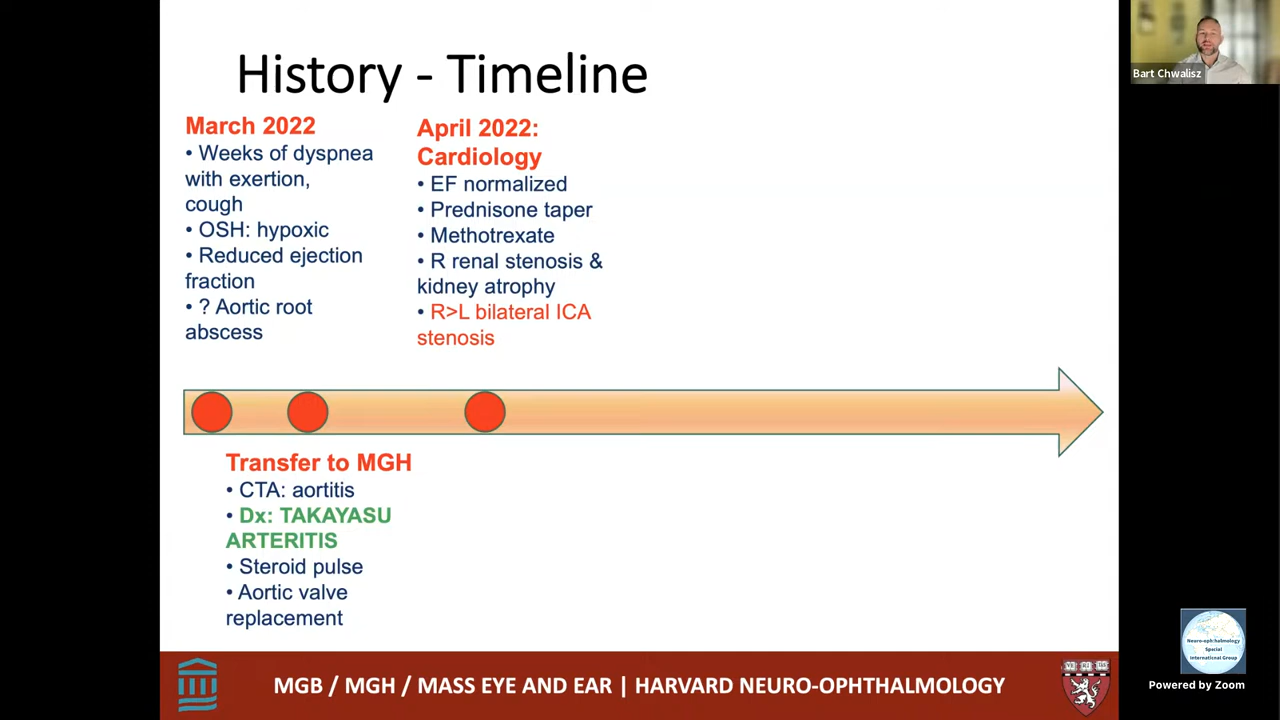 History - Timeline
March 2022
• Weeks of dyspnea
with exertion,
cough
• OSH: hypoxic
• Reduced ejection
fraction
• ? Aortic root
abscess
April 2022:
Cardiology
• EF normalized
• Prednisone taper
• Methotrexate
• R renal stenosis &
kidney atrophy
• R>L bilateral ICA
stenosis
Transfer to MGH
• CTA: aortitis
• Dx: TAKAYASU
ARTERITIS
• Steroid pulse
• Aortic valve
replacement
MGB / MGH / MASS EYE AND EAR | HARVARD NEURO-OPHTHALMOLOGY
Bart Chwalisz
Neuro-ophthalmology
Special
International Group
Powered by Zoom